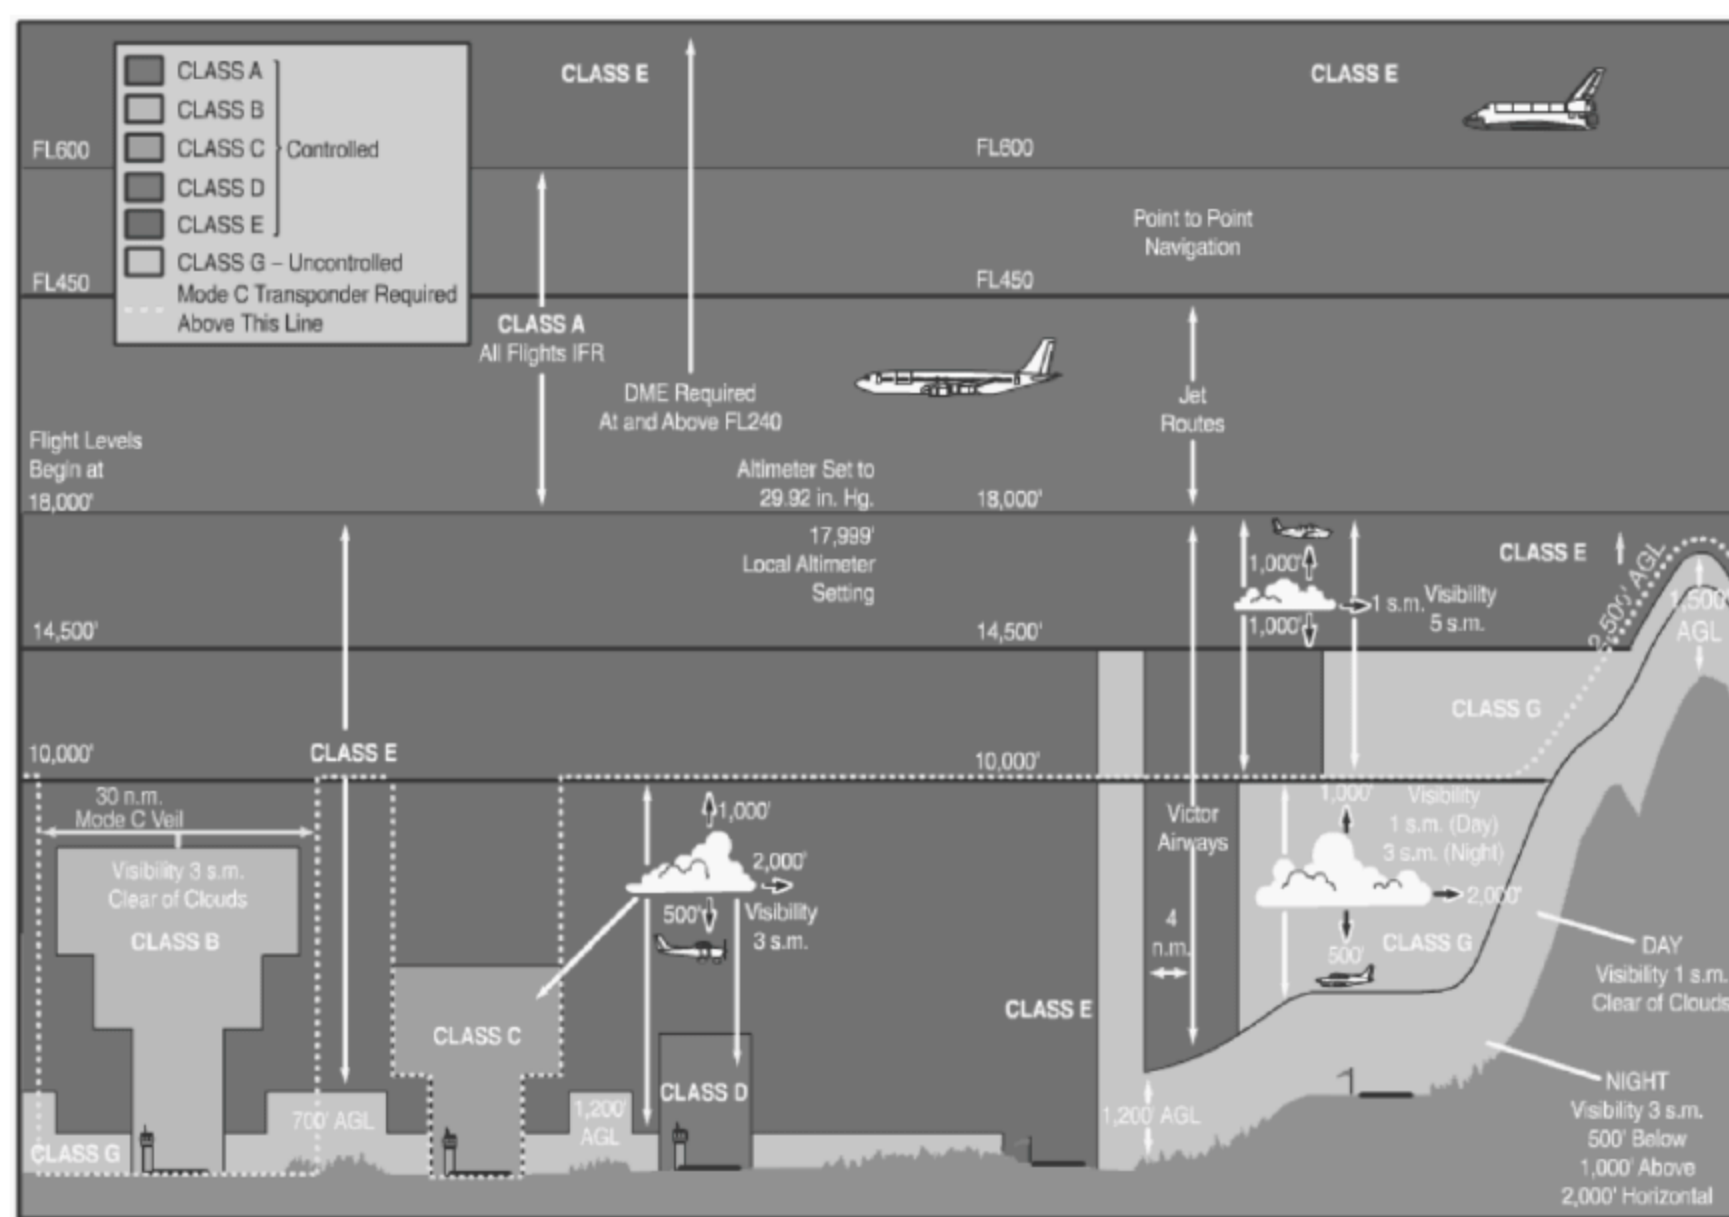 CLASS A
CLASS B
CLASS C
Controlled
CLASS D
CLASS E
CLASS G – Uncontrolled
Mode C Transponder Required
Above This Line
CLASS E
CLASS E
FL600
FL600
Point to Point
Navigation
FL450
FL450
CLASS A
All Flights IFR
DME Required
At and Above FL240
Jet
Routes
Flight Levels
Begin at
18,000'
Altimeter Set to
29.92 in. Hg.
18,000'
17,999'
Local Altimeter
Setting
1,000'
1 s.m.
1,000'
Visibility
5 s.m.
CLASS E
2,500' AGL
1,500'
AGL
14,500'
14,500'
CLASS G
10,000'
CLASS E
10,000'
30 n.m.
Mode C Veil
Visibility 3 s.m.
Clear of Clouds
CLASS B
1,000'
2,000'
500'
Visibility
3 s.m.
Victor
Airways
4
n.m.
1,000'
Visibility
1 s.m. (Day)
3 s.m. (Night)
2,000'
500'
CLASS G
DAY
Visibility 1 s.m.
Clear of Clouds
CLASS C
CLASS E
CLASS D
NIGHT
Visibility 3 s.m.
500' Below
1,000' Above
2,000' Horizontal
CLASS G
700' AGL
1,200'
AGL
1,200' AGL